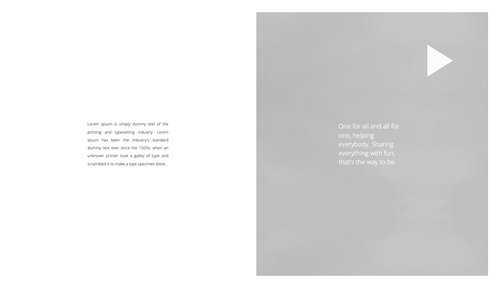 Lorem Ipsum is simply dummy text of the
printing and typesetting industry. Lorem
Ipsum has been the industry's standard
dummy text ever since the 1500s, when an
unknown printer took a galley of type and
scrambled it to make a type specimen book.
One for all and all for
one, helping
everybody. Sharing
everything with fun,
that's the way to be.